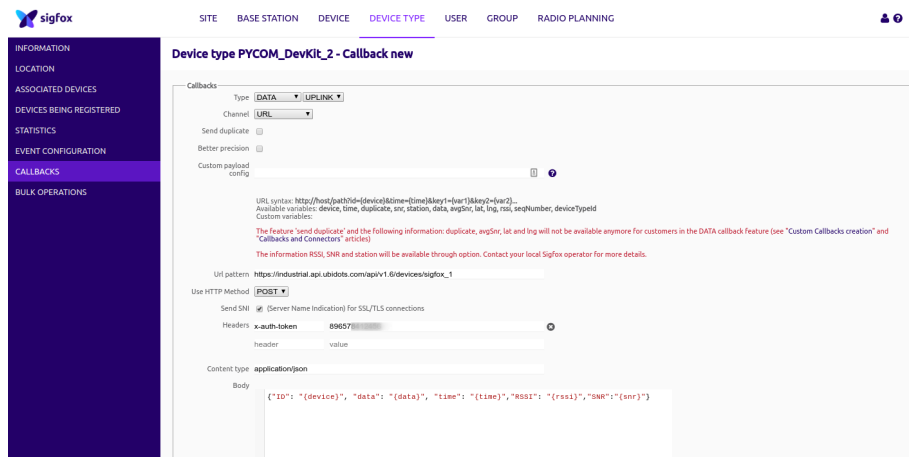 sigfox
SITE BASE STATION DEVICE DEVICE TYPE USER GROUP RADIO PLANNING
INFORMATION
LOCATION
ASSOCIATED DEVICES
DEVICES BEING REGISTERED
STATISTICS
EVENT CONFIGURATION
CALLBACKS
BULK OPERATIONS
Device type PYCOM_DevKit_2 - Callback new
Callbacks
Type DATA UPLINK
Channel URL
Send duplicate
Better precision
Custom payload
config
URL syntax: http://host/path?id={device}&time={time}&key1={var1}&key2={var2}...
Available variables: device, time, duplicate, snr, station, data, avgSnr, lat, lng, rssi, seqNumber, deviceTypeId
Custom variables:
The feature 'send duplicate' and the following information: duplicate, avgSnr, lat and lng will not be available anymore for customers in the DATA callback feature (see "Custom Callbacks creation" and
"Callbacks and Connectors" articles)
The information RSSI, SNR and station will be available through option. Contact your local Sigfox operator for more details.
Url pattern https://industrial.api.ubidots.com/api/v1.6/devices/sigfox_1
Use HTTP Method POST
Send SNI (Server Name Indication) for SSL/TLS connections
Headers x-auth-token 89657
header value
Content type application/json
Body
{"ID": "{device}", "data": "{data}", "time": "{time}","RSSI": "{rssi}","SNR":"{snr}"}